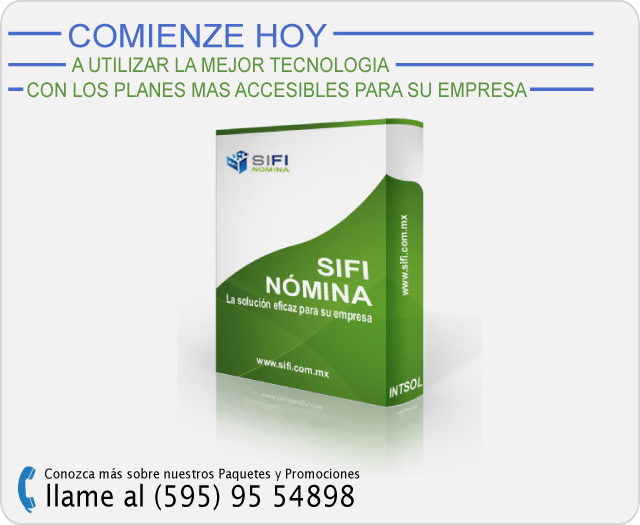 COMIENZE HOY
A UTILIZAR LA MEJOR TECNOLOGIA
CON LOS PLANES MAS ACCESIBLES PARA SU EMPRESA
SIFI
NOMINA
SIFI
NÓMINA
La solución eficaz para su empresa
www.sifi.com.mx
www.sifi.com.mx
INTSOL
Conozca más sobre nuestros Paquetes y Promociones
llame al (595) 95 54898